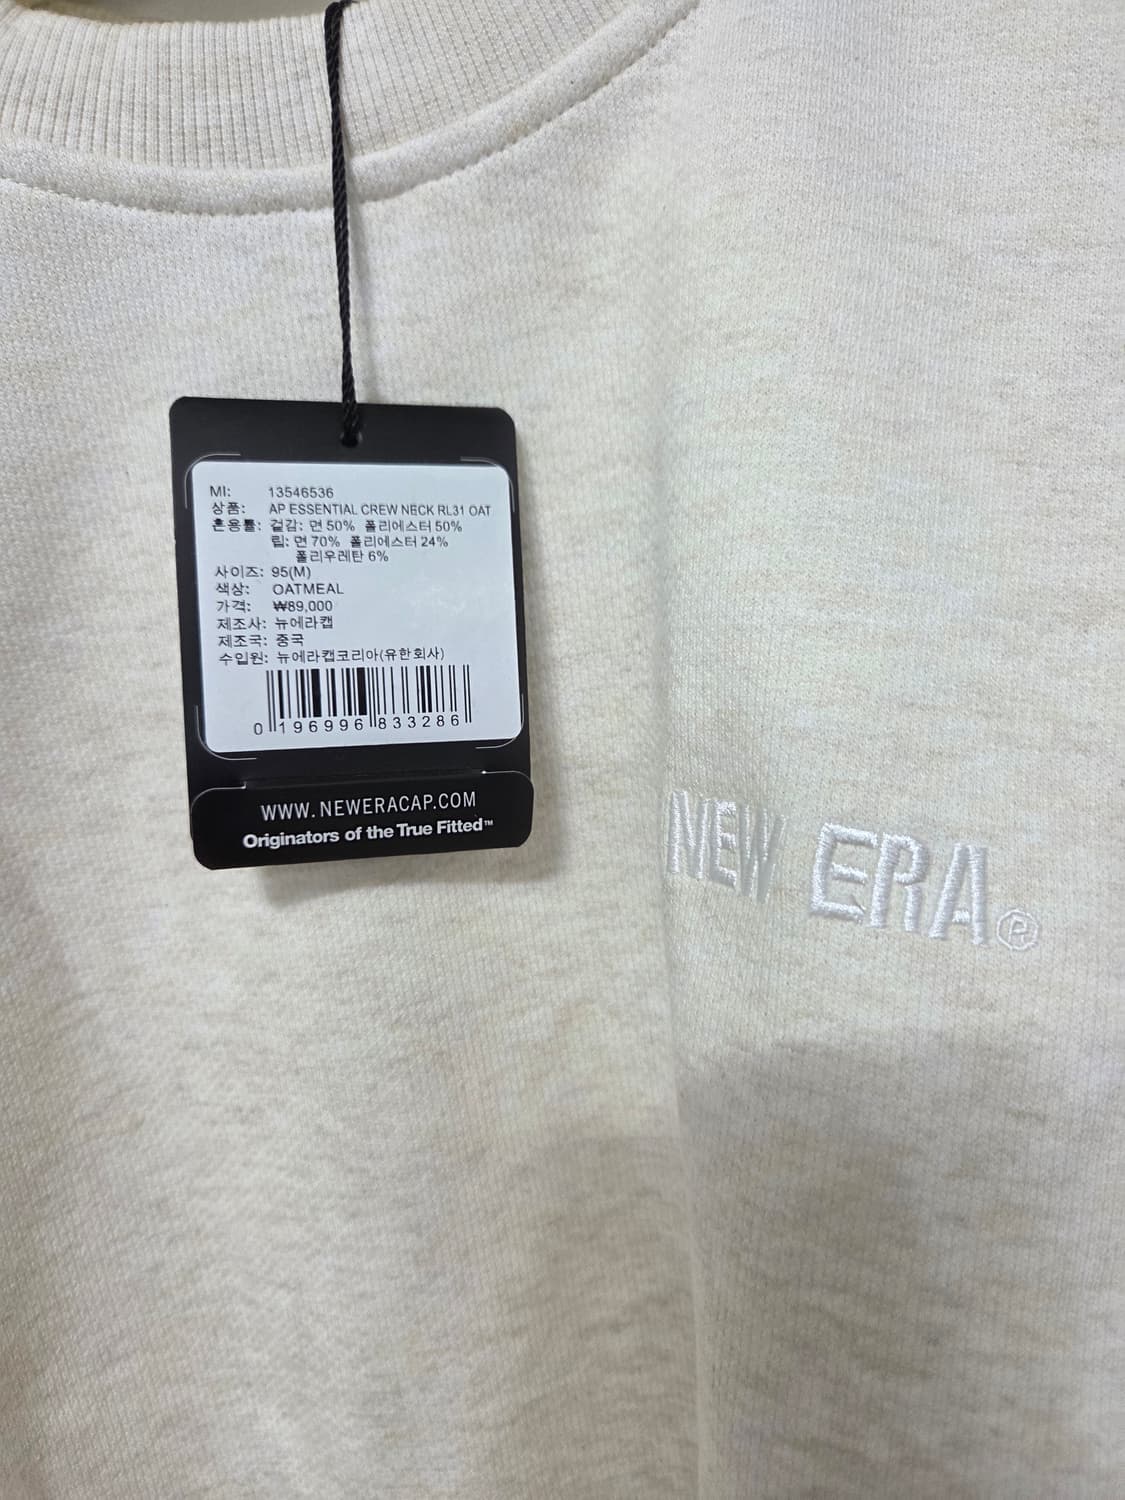 MI: 13546536
상품: AP ESSENTIAL CREW NECK RL31 OAT
혼용률: 겉감: 면 50% 폴리에스터 50%
립: 면 70% 폴리에스터 24%
폴리우레탄 6%
사이즈: 95(M)
색상: OATMEAL
가격: ₩89,000
제조사: 뉴에라캡
제조국: 중국
수입원: 뉴에라캡코리아(유한회사)
0 196996 833286
WWW.NEWERACAP.COM
Originators of the True Fitted™
NEW ERA®